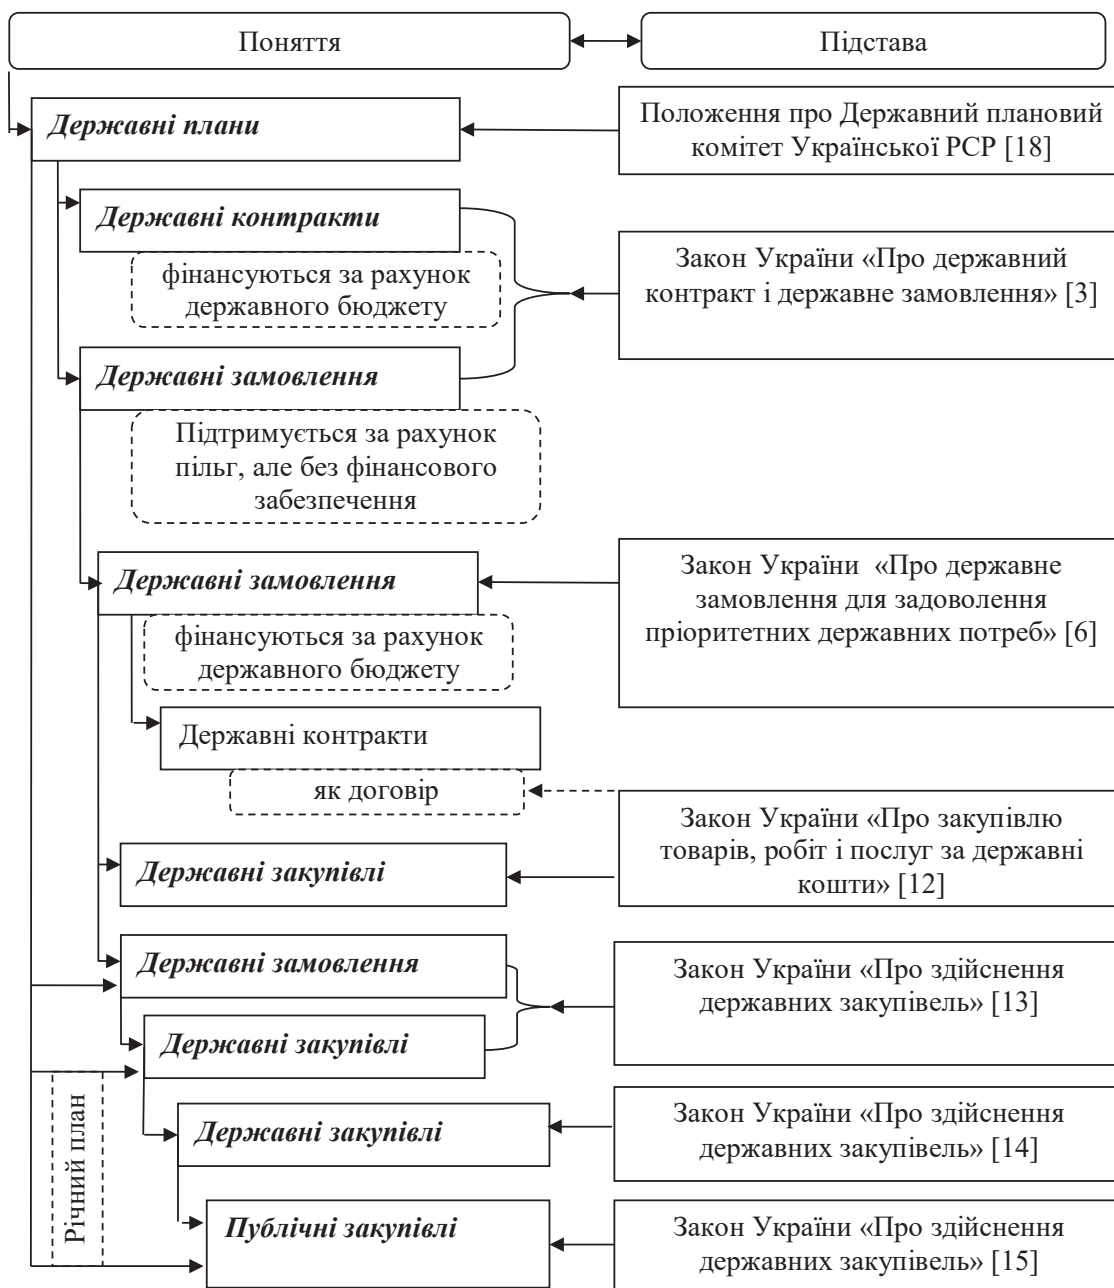 Поняття
Підстава
Державні плани
Положення про Державний плановий
комітет Української РСР [18]
Державні контракти
фінансуються за рахунок
державного бюджету
Закон України «Про державний
контракт і державне замовлення» [3]
Державні замовлення
Підтримується за рахунок
пільг, але без фінансового
забезпечення
Державні замовлення
фінансуються за рахунок
державного бюджету
Закон України «Про державне
замовлення для задоволення
пріоритетних державних потреб» [6]
Державні контракти
як договір
Закон України «Про закупівлю
товарів, робіт і послуг за державні
кошти» [12]
Державні закупівлі
Державні замовлення
Закон України «Про здійснення
державних закупівель» [13]
Державні закупівлі
Річний план
Державні закупівлі
Закон України «Про здійснення
державних закупівель» [14]
Публічні закупівлі
Закон України «Про здійснення
державних закупівель» [15]